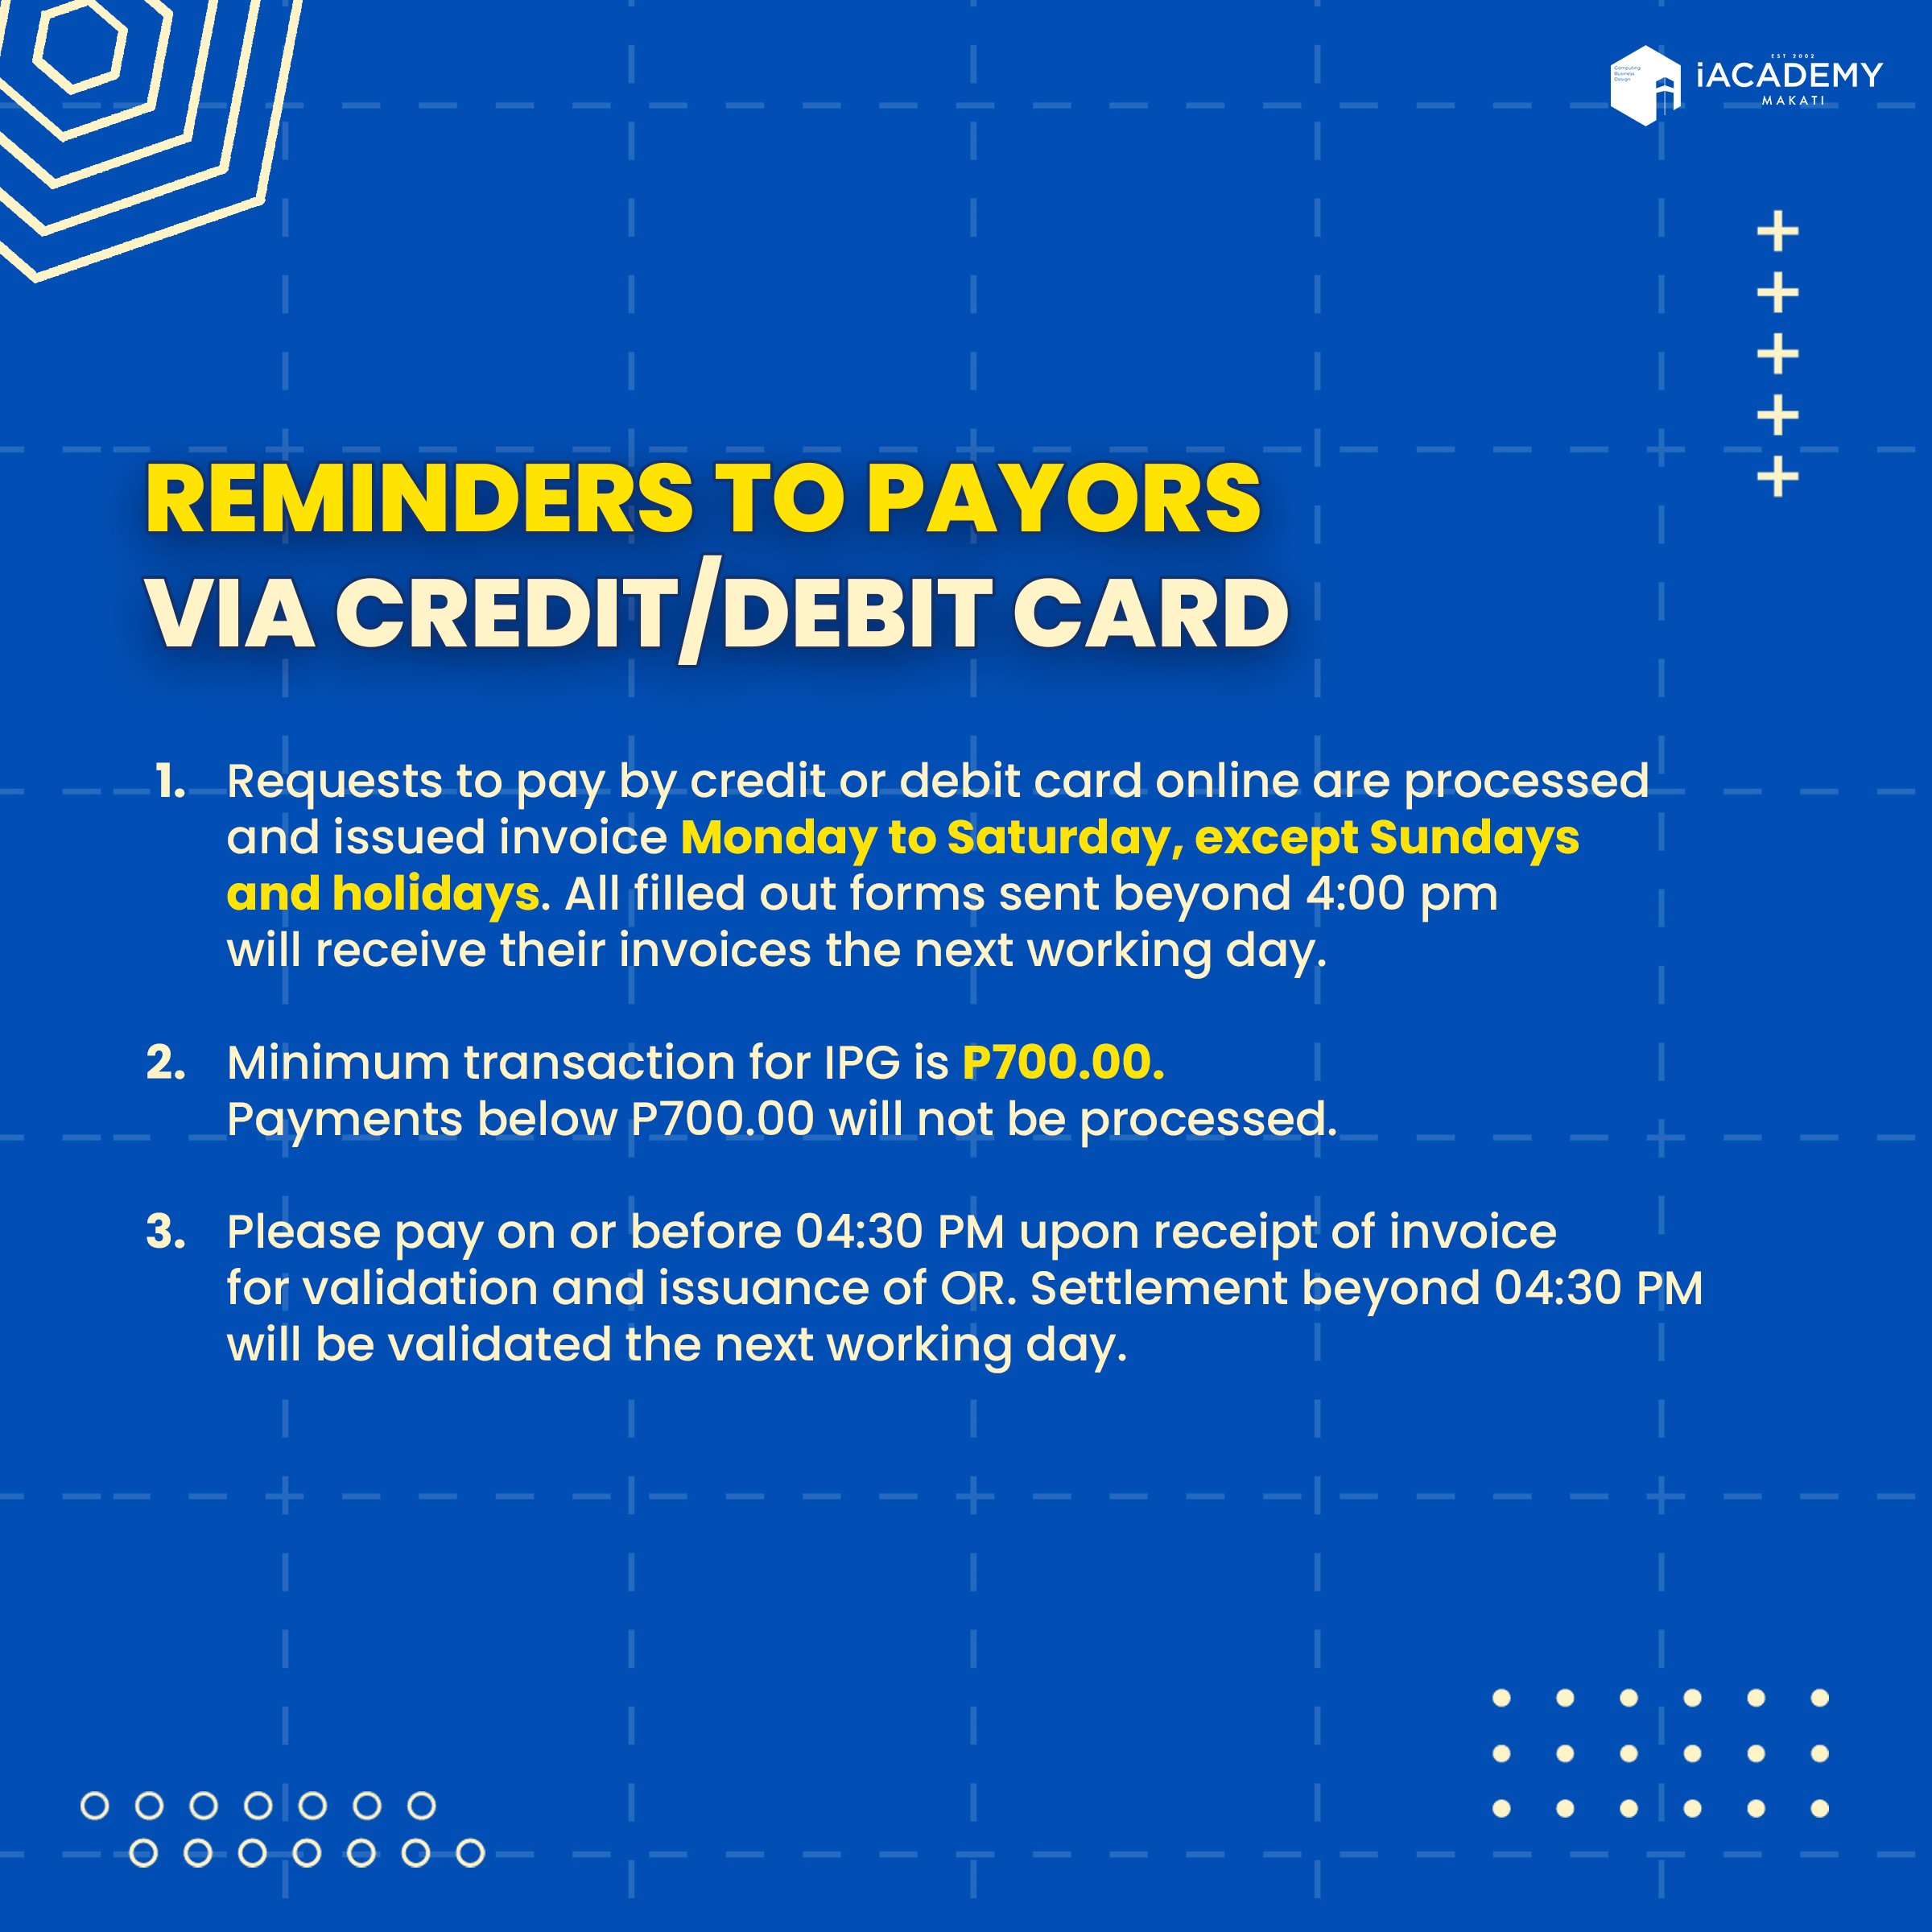 Computing
Business
Design
EST 2002
iACADEMY
MAKATI
REMINDERS TO PAYORS
VIA CREDIT/DEBIT CARD
1. Requests to pay by credit or debit card online are processed
and issued invoice Monday to Saturday, except Sundays
and holidays. All filled out forms sent beyond 4:00 pm
will receive their invoices the next working day.
2. Minimum transaction for IPG is P700.00.
Payments below P700.00 will not be processed.
3. Please pay on or before 04:30 PM upon receipt of invoice
for validation and issuance of OR. Settlement beyond 04:30 PM
will be validated the next working day.